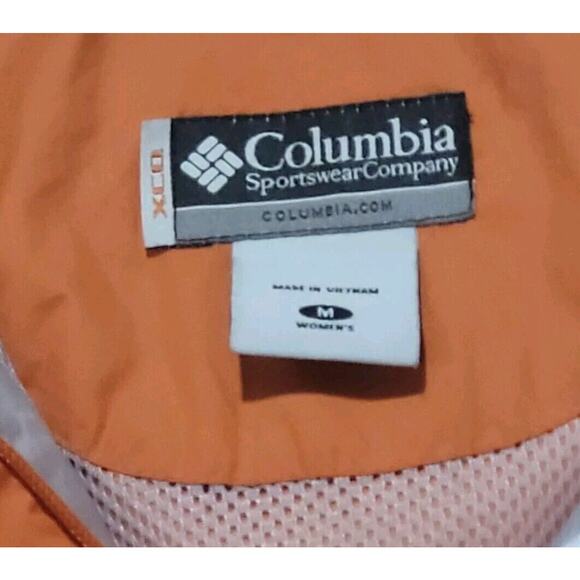 XCO
Columbia
SportswearCompany
COLUMBIA.COM
MADE IN VIETNAM
M
WOMEN'S